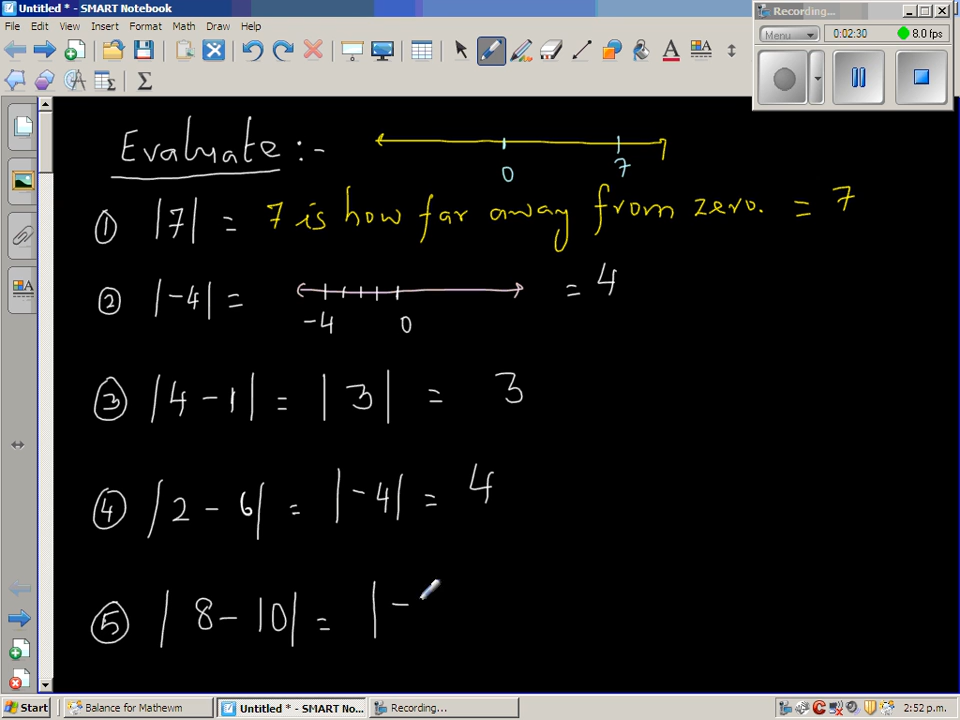 Untitled * - SMART Notebook
Recording...
File Edit View Insert Format Math Draw Help
Menu 0:02:30 8.0 fps
Evaluate :-
0 7
① |7| = 7 is how far away from zero. = 7
② |-4| = = 4
-4 0
③ |4 - 1| = |3| = 3
④ |2 - 6| = |-4| = 4
⑤ |8 - 10| = |-
Start Balance for Mathewm Untitled * - SMART No... Recording... 2:52 p.m.